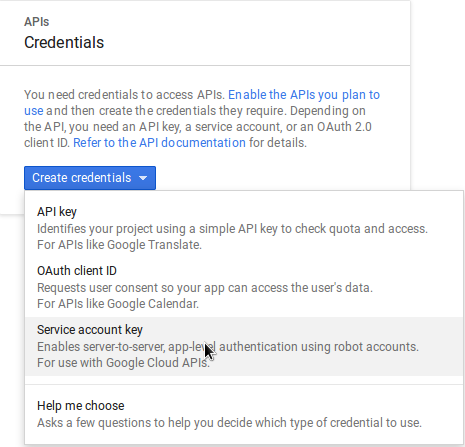 APIs
Credentials
You need credentials to access APIs. Enable the APIs you plan to
use and then create the credentials they require. Depending on
the API, you need an API key, a service account, or an OAuth 2.0
client ID. Refer to the API documentation for details.
Create credentials
API key
Identifies your project using a simple API key to check quota and access.
For APIs like Google Translate.
OAuth client ID
Requests user consent so your app can access the user's data.
For APIs like Google Calendar.
Service account key
Enables server-to-server, app-level authentication using robot accounts.
For use with Google Cloud APIs.
Help me choose
Asks a few questions to help you decide which type of credential to use.